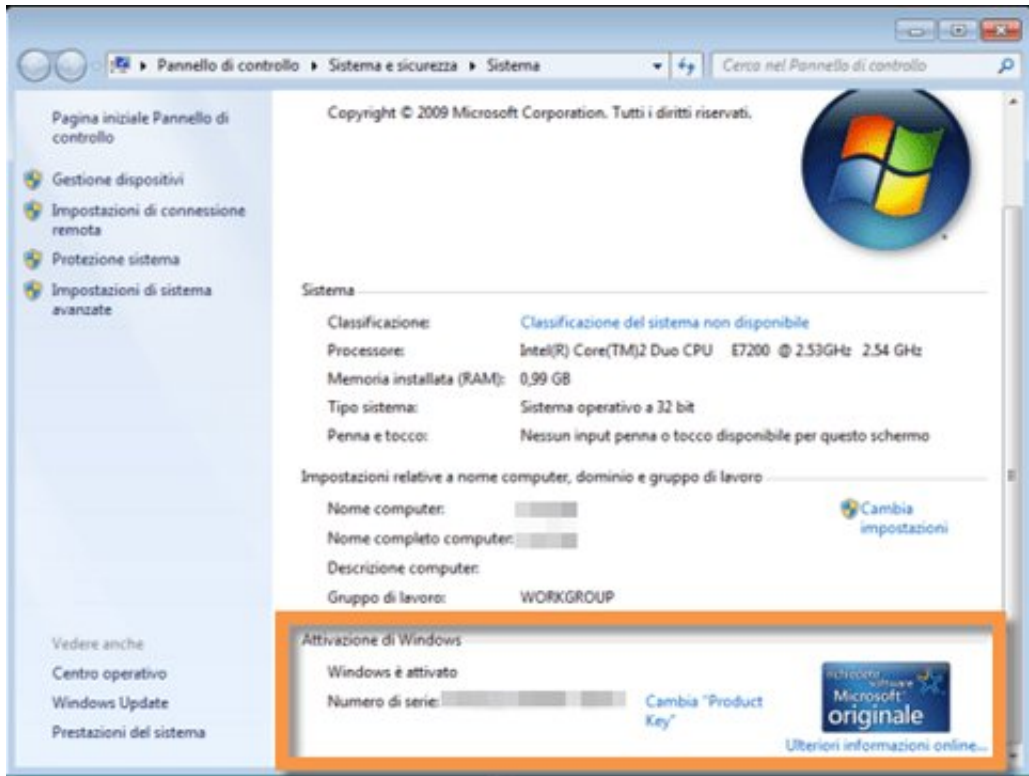 Pannello di controllo ▸ Sistema e sicurezza ▸ Sistema
Cerca nel Pannello di controllo
Pagina iniziale Pannello di
controllo
Gestione dispositivi
Impostazioni di connessione
remota
Protezione sistema
Impostazioni di sistema
avanzate
Vedere anche
Centro operativo
Windows Update
Prestazioni del sistema
Copyright © 2009 Microsoft Corporation. Tutti i diritti riservati.
Sistema
Classificazione: Classificazione del sistema non disponibile
Processore: Intel(R) Core(TM)2 Duo CPU E7200 @ 2.53GHz 2.54 GHz
Memoria installata (RAM): 0,99 GB
Tipo sistema: Sistema operativo a 32 bit
Penna e tocco: Nessun input penna o tocco disponibile per questo schermo
Impostazioni relative a nome computer, dominio e gruppo di lavoro
Nome computer:
Cambia
impostazioni
Nome completo computer:
Descrizione computer:
Gruppo di lavoro: WORKGROUP
Attivazione di Windows
Windows è attivato
Numero di serie:
Cambia "Product
Key"
richiedete
software
Microsoft
originale
Ulteriori informazioni online...